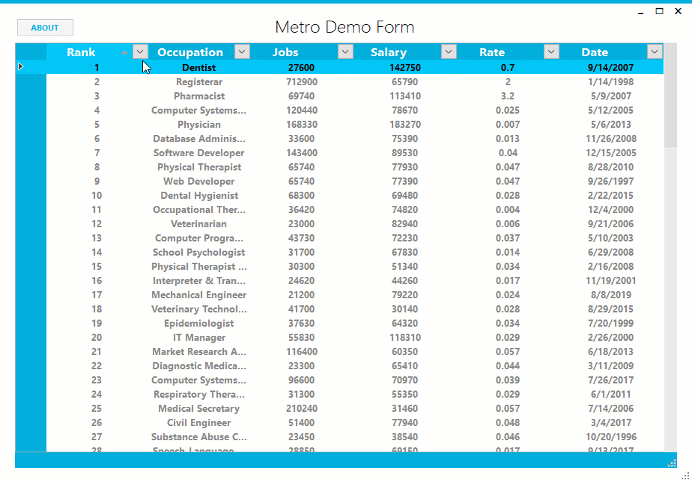 Metro Demo Form
ABOUT
Rank Occupation Jobs Salary Rate Date
1 Dentist 27600 142750 0.7 9/14/2007
2 Registerar 712900 65790 2 1/14/1998
3 Pharmacist 69740 113410 3.2 5/9/2007
4 Computer Systems... 120440 78670 0.025 5/12/2005
5 Physician 168330 183270 0.007 5/6/2013
6 Database Adminis... 33600 75390 0.013 11/26/2008
7 Software Developer 143400 89530 0.04 12/15/2005
8 Physical Therapist 65740 77930 0.047 8/28/2010
9 Web Developer 65740 77390 0.047 9/26/1997
10 Dental Hygienist 68300 69480 0.028 2/22/2015
11 Occupational Ther... 36420 74820 0.004 12/4/2000
12 Veterinarian 23000 82940 0.006 9/21/2006
13 Computer Progra... 43730 72230 0.037 5/10/2003
14 School Psychologist 31700 67830 0.014 6/29/2008
15 Physical Therapist ... 30300 51340 0.034 2/16/2008
16 Interpreter & Tran... 24620 44260 0.017 11/19/2001
17 Mechanical Engineer 21200 79220 0.024 8/8/2019
18 Veterinary Technol... 41700 30140 0.028 8/29/2015
19 Epidemiologist 37630 64320 0.034 7/20/1999
20 IT Manager 55830 118310 0.029 2/26/2000
21 Market Research A... 116400 60350 0.057 6/18/2013
22 Diagnostic Medica... 23300 65410 0.044 3/11/2009
23 Computer Systems... 96600 70970 0.039 7/26/2017
24 Respiratory Thera... 31300 55350 0.029 6/1/2011
25 Medical Secretary 210240 31460 0.057 7/14/2006
26 Civil Engineer 51400 77940 0.048 3/4/2017
27 Substance Abuse C... 23450 38540 0.046 10/20/1996
28 Speech-Language... 28850 69150 0.017 9/13/2017